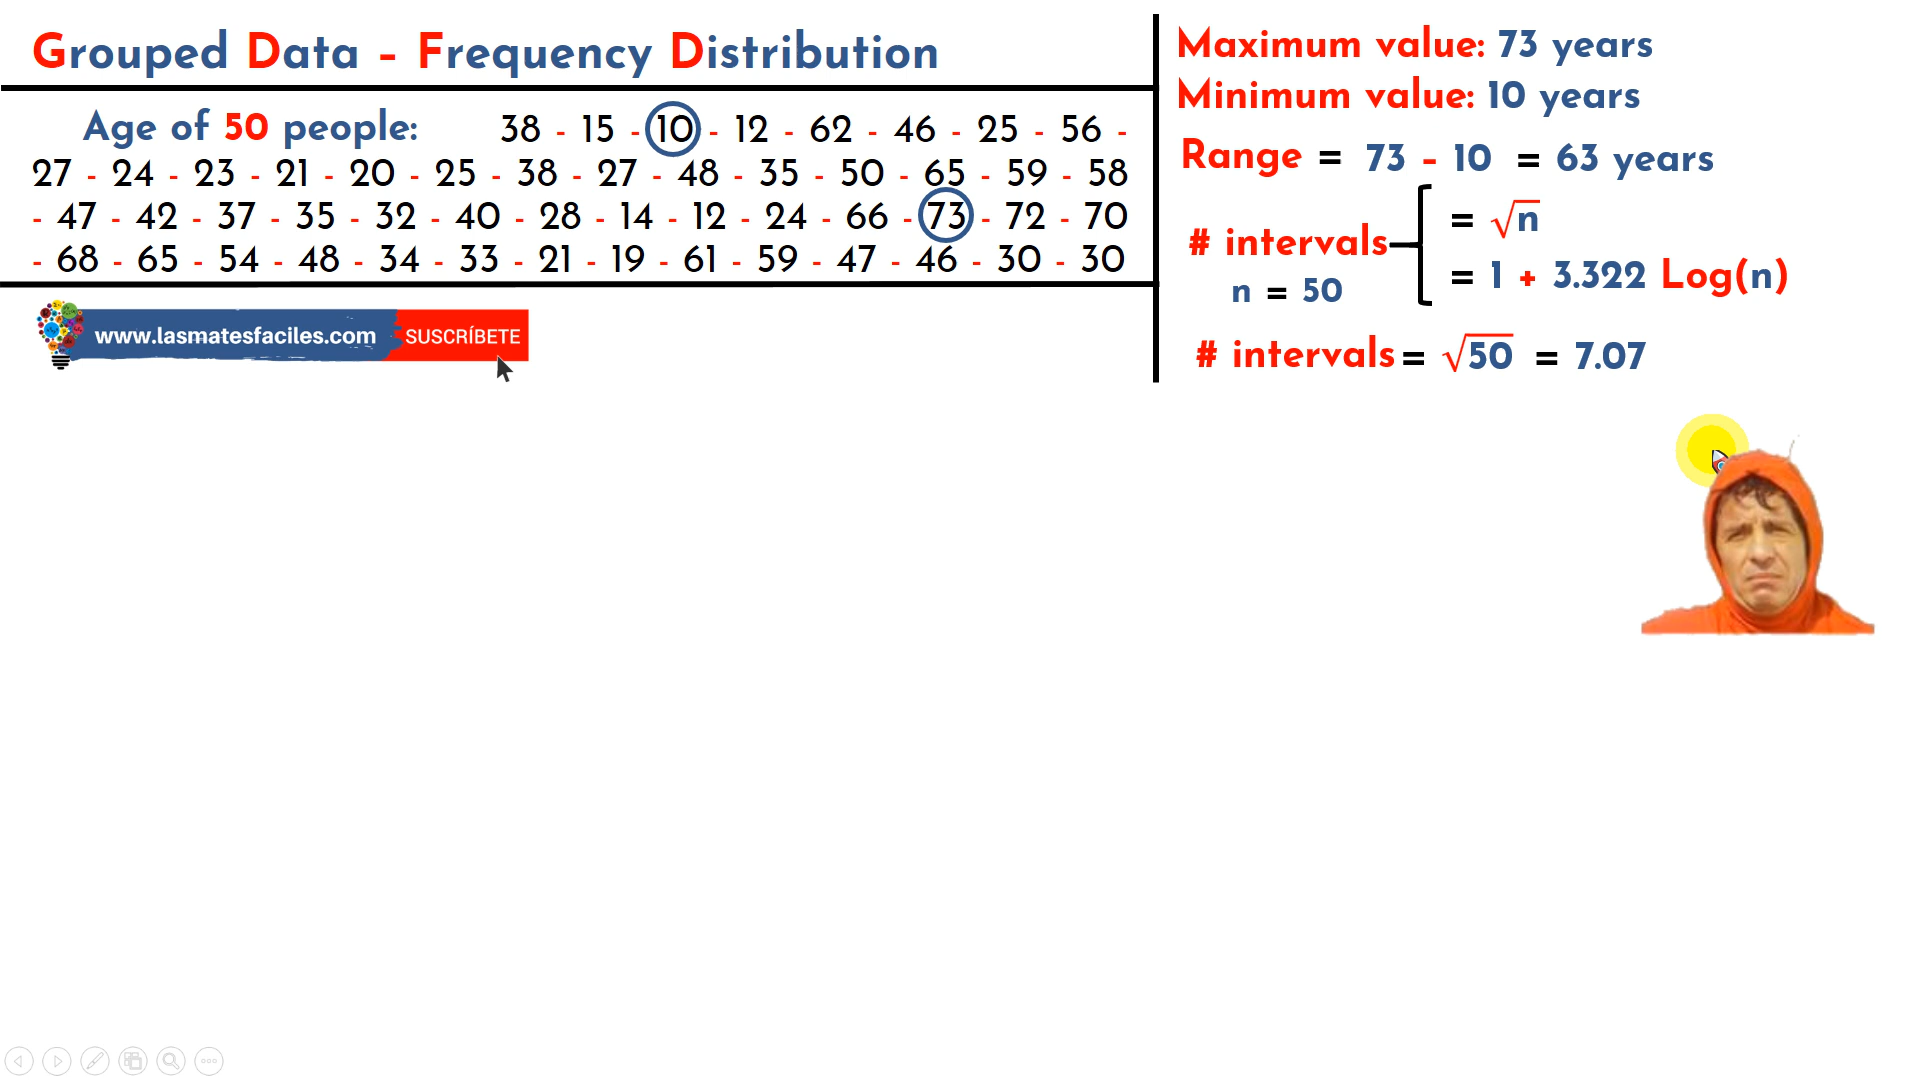 Grouped Data - Frequency Distribution
Age of 50 people: 38 - 15 - 10 - 12 - 62 - 46 - 25 - 56 -
27 - 24 - 23 - 21 - 20 - 25 - 38 - 27 - 48 - 35 - 50 - 65 - 59 - 58
- 47 - 42 - 37 - 35 - 32 - 40 - 28 - 14 - 12 - 24 - 66 - 73 - 72 - 70
- 68 - 65 - 54 - 48 - 34 - 33 - 21 - 19 - 61 - 59 - 47 - 46 - 30 - 30
www.lasmatesfaciles.com SUSCRÍBETE
Maximum value: 73 years
Minimum value: 10 years
Range = 73 - 10 = 63 years
# intervals
n = 50
= √n
= 1 + 3.322 Log(n)
# intervals = √50 = 7.07